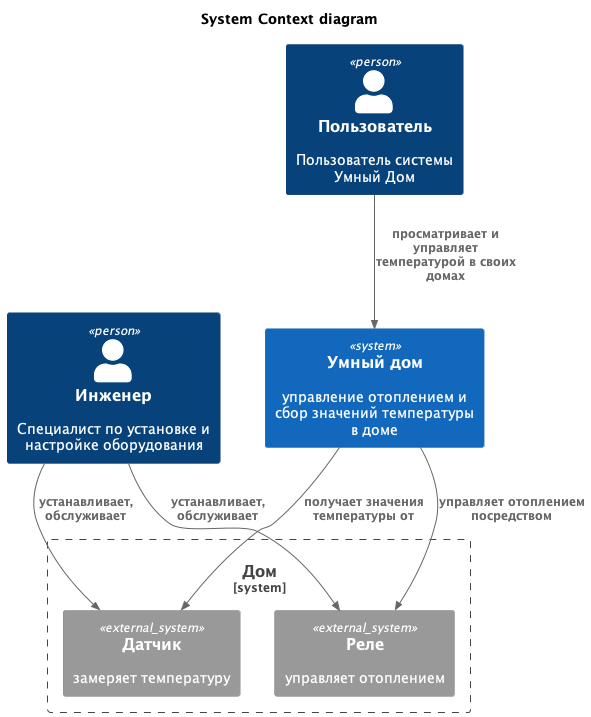 System Context diagram
«person»
Пользователь
Пользователь системы
Умный Дом
просматривает и
управляет
температурой в своих
домах
«person»
Инженер
Специалист по установке и
настройке оборудования
«system»
Умный дом
управление отоплением и
сбор значений температуры
в доме
устанавливает,
обслуживает
устанавливает,
обслуживает
получает значения
температуры от
управляет отоплением
посредством
Дом
[system]
«external_system»
Датчик
замеряет температуру
«external_system»
Реле
управляет отоплением